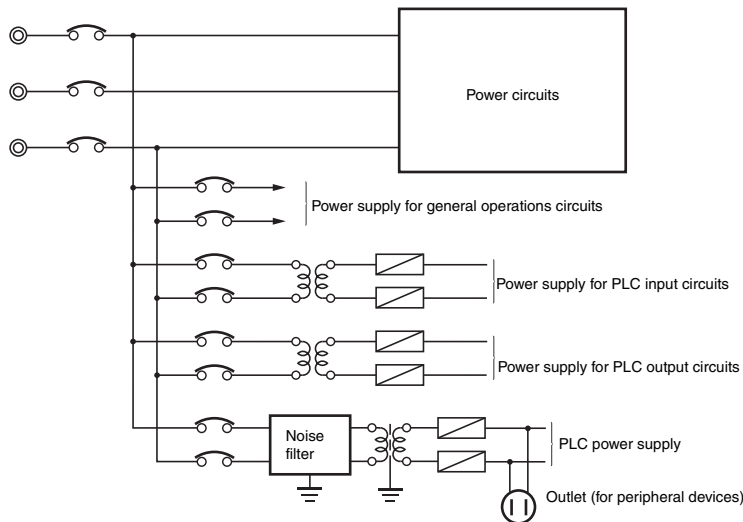 Power circuits
Power supply for general operations circuits
Power supply for PLC input circuits
Power supply for PLC output circuits
Noise
filter
PLC power supply
Outlet (for peripheral devices)